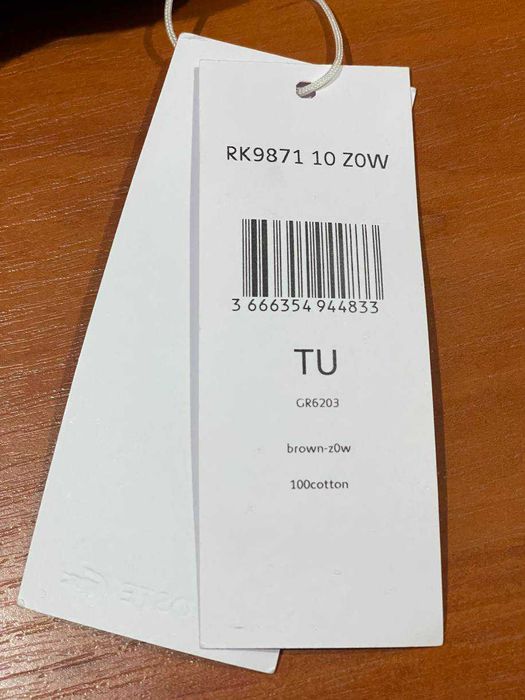 RK9871 10 Z0W
3 666354 944833
TU
GR6203
brown-z0w
100cotton